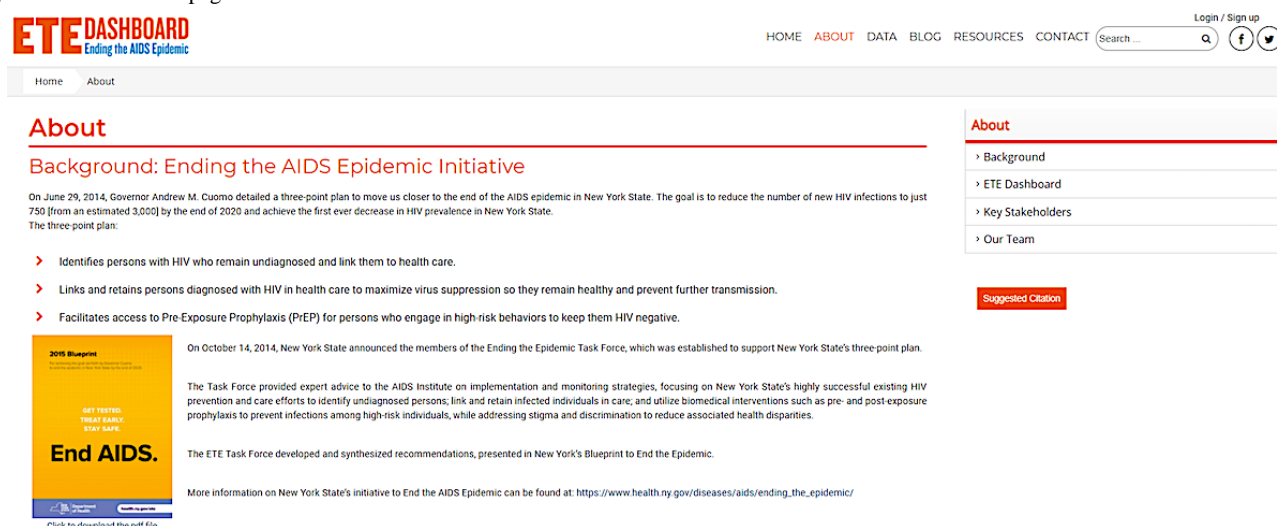 page
ETE DASHBOARD
Ending the AIDS Epidemic
Login / Sign up
HOME ABOUT DATA BLOG RESOURCES CONTACT Search ...
Home About
About
Background: Ending the AIDS Epidemic Initiative
On June 29, 2014, Governor Andrew M. Cuomo detailed a three-point plan to move us closer to the end of the AIDS epidemic in New York State. The goal is to reduce the number of new HIV infections to just
750 [from an estimated 3,000] by the end of 2020 and achieve the first ever decrease in HIV prevalence in New York State.
The three-point plan:
Identifies persons with HIV who remain undiagnosed and link them to health care.
Links and retains persons diagnosed with HIV in health care to maximize virus suppression so they remain healthy and prevent further transmission.
Facilitates access to Pre-Exposure Prophylaxis (PrEP) for persons who engage in high-risk behaviors to keep them HIV negative.
2015 Blueprint
GET TESTED.
TREAT EARLY.
STAY SAFE.
End AIDS.
Department
of Health
Click to download the pdf file
On October 14, 2014, New York State announced the members of the Ending the Epidemic Task Force, which was established to support New York State's three-point plan.
The Task Force provided expert advice to the AIDS Institute on implementation and monitoring strategies, focusing on New York State's highly successful existing HIV
prevention and care efforts to identify undiagnosed persons; link and retain infected individuals in care; and utilize biomedical interventions such as pre- and post-exposure
prophylaxis to prevent infections among high-risk individuals, while addressing stigma and discrimination to reduce associated health disparities.
The ETE Task Force developed and synthesized recommendations, presented in New York's Blueprint to End the Epidemic.
More information on New York State's initiative to End the AIDS Epidemic can be found at: https://www.health.ny.gov/diseases/aids/ending_the_epidemic/
About
› Background
› ETE Dashboard
› Key Stakeholders
› Our Team
Suggested Citation